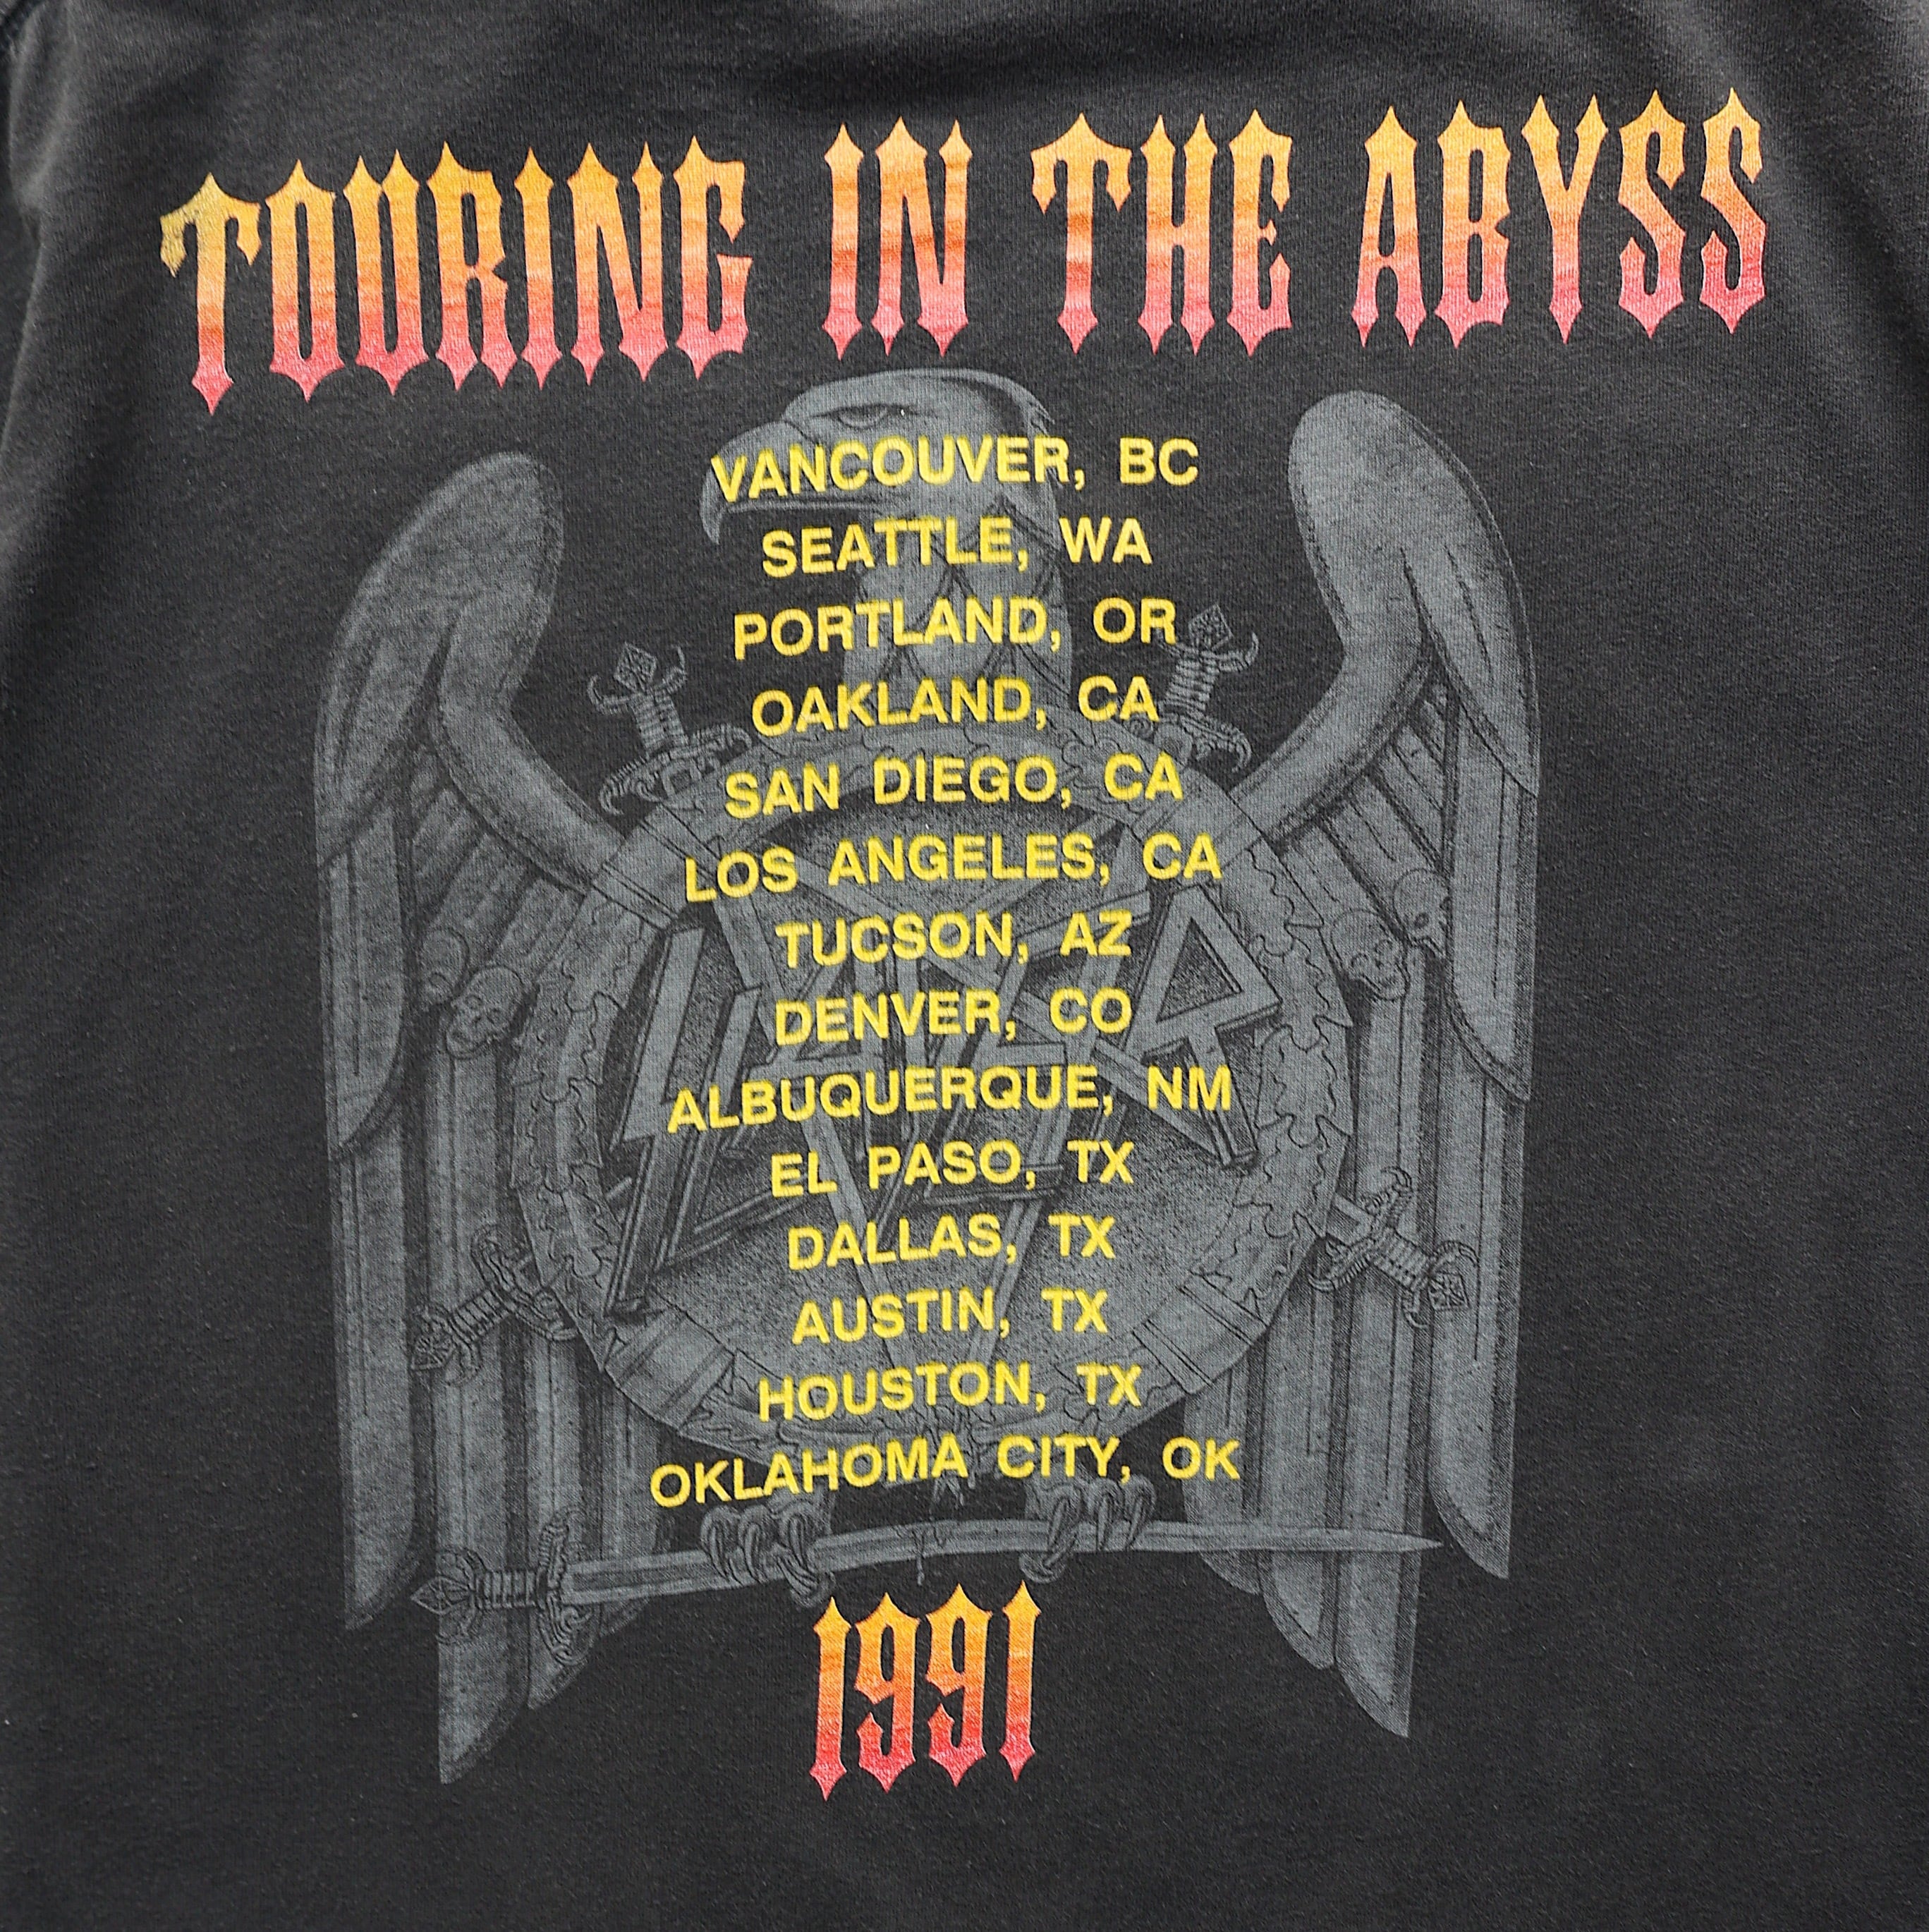 TOURING IN THE ABYSS
VANCOUVER, BC
SEATTLE, WA
PORTLAND, OR
OAKLAND, CA
SAN DIEGO, CA
LOS ANGELES, CA
TUCSON, AZ
DENVER, CO
SLAYER
ALBUQUERQUE, NM
EL PASO, TX
DALLAS, TX
AUSTIN, TX
HOUSTON, TX
OKLAHOMA CITY, OK
1991